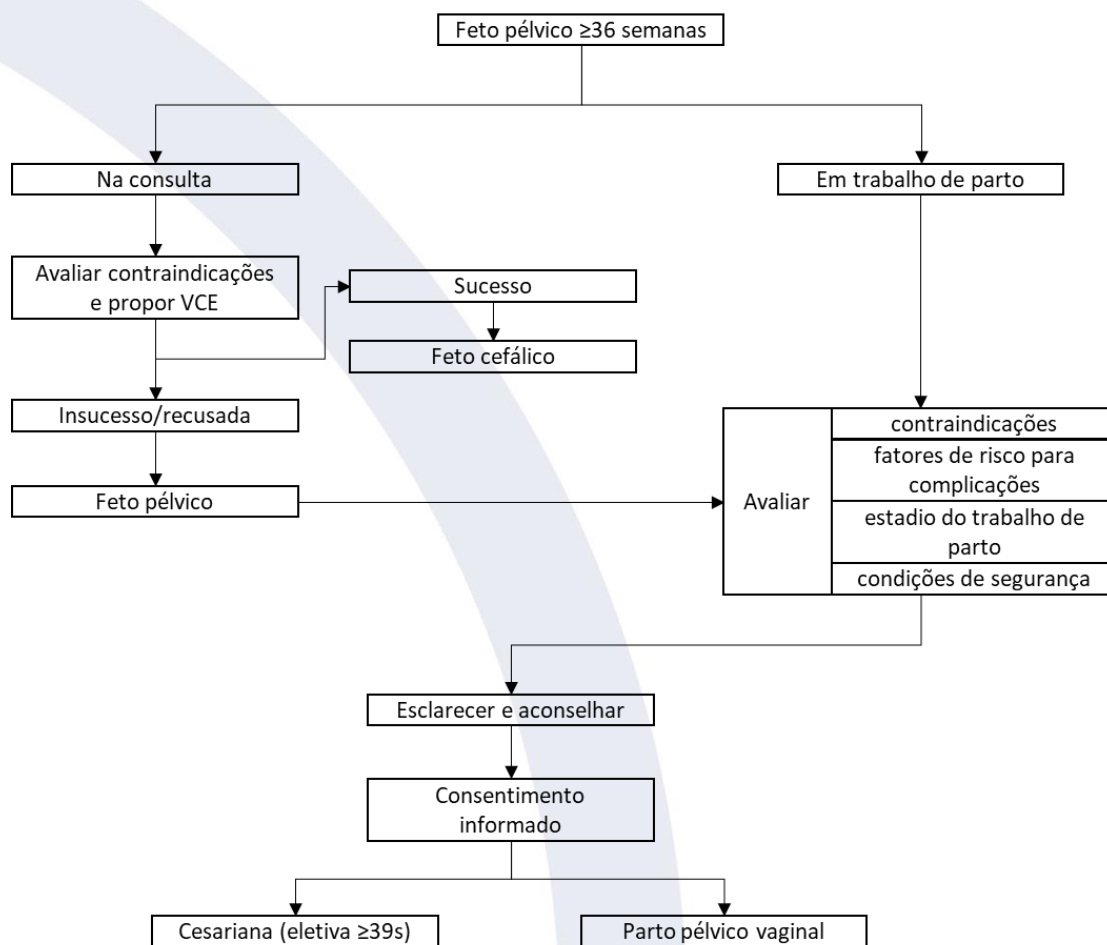 Feto pélvico ≥36 semanas
Na consulta
Em trabalho de parto
Avaliar contraindicações
e propor VCE
Sucesso
Feto cefálico
Insucesso/recusada
Feto pélvico
Avaliar
contraindicações
fatores de risco para
complicações
estadio do trabalho de
parto
condições de segurança
Esclarecer e aconselhar
Consentimento
informado
Cesariana (eletiva ≥39s)
Parto pélvico vaginal